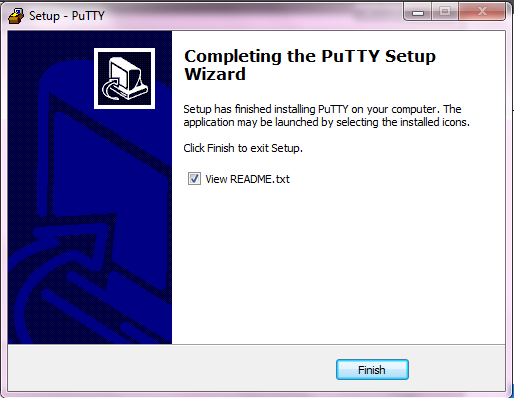 Setup - PuTTY
Completing the PuTTY Setup
Wizard
Setup has finished installing PuTTY on your computer. The
application may be launched by selecting the installed icons.
Click Finish to exit Setup.
View README.txt
Finish